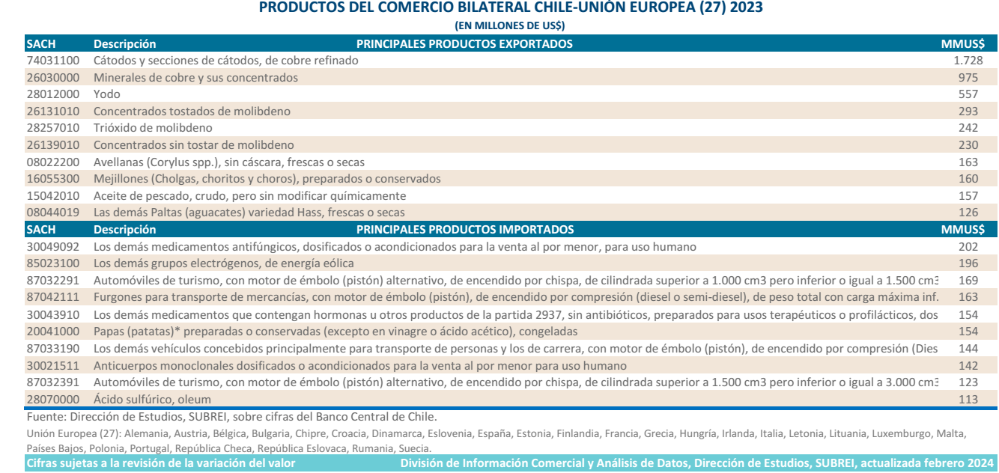 PRODUCTOS DEL COMERCIO BILATERAL CHILE-UNIÓN EUROPEA (27) 2023
(EN MILLONES DE US$)
SACH Descripción PRINCIPALES PRODUCTOS EXPORTADOS MMUS$
74031100 Cátodos y secciones de cátodos, de cobre refinado 1.728
26030000 Minerales de cobre y sus concentrados 975
28012000 Yodo 557
26131010 Concentrados tostados de molibdeno 293
28257010 Trióxido de molibdeno 242
26139010 Concentrados sin tostar de molibdeno 230
08022200 Avellanas (Corylus spp.), sin cáscara, frescas o secas 163
16055300 Mejillones (Cholgas, choritos y choros), preparados o conservados 160
15042010 Aceite de pescado, crudo, pero sin modificar químicamente 157
08044019 Las demás Paltas (aguacates) variedad Hass, frescas o secas 126
SACH Descripción PRINCIPALES PRODUCTOS IMPORTADOS MMUS$
30049092 Los demás medicamentos antifúngicos, dosificados o acondicionados para la venta al por menor, para uso humano 202
85023100 Los demás grupos electrógenos, de energía eólica 196
87032291 Automóviles de turismo, con motor de émbolo (pistón) alternativo, de encendido por chispa, de cilindrada superior a 1.000 cm3 pero inferior o igual a 1.500 cm3 169
87042111 Furgones para transporte de mercancías, con motor de émbolo (pistón), de encendido por compresión (diesel o semi-diesel), de peso total con carga máxima inf. 163
30043910 Los demás medicamentos que contengan hormonas u otros productos de la partida 2937, sin antibióticos, preparados para usos terapéuticos o profilácticos, dos 154
20041000 Papas (patatas)* preparadas o conservadas (excepto en vinagre o ácido acético), congeladas 154
87033190 Los demás vehículos concebidos principalmente para transporte de personas y los de carrera, con motor de émbolo (pistón), de encendido por compresión (Dies 144
30021511 Anticuerpos monoclonales dosificados o acondicionados para la venta al por menor para uso humano 142
87032391 Automóviles de turismo, con motor de émbolo (pistón) alternativo, de encendido por chispa, de cilindrada superior a 1.500 cm3 pero inferior o igual a 3.000 cm3 123
28070000 Ácido sulfúrico, oleum 113
Fuente: Dirección de Estudios, SUBREI, sobre cifras del Banco Central de Chile.
Unión Europea (27): Alemania, Austria, Bélgica, Bulgaria, Chipre, Croacia, Dinamarca, Eslovenia, España, Estonia, Finlandia, Francia, Grecia, Hungría, Irlanda, Italia, Letonia, Lituania, Luxemburgo, Malta,
Países Bajos, Polonia, Portugal, República Checa, República Eslovaca, Rumania, Suecia.
Cifras sujetas a la revisión de la variación del valor División de Información Comercial y Análisis de Datos, Dirección de Estudios, SUBREI, actualizada febrero 2024